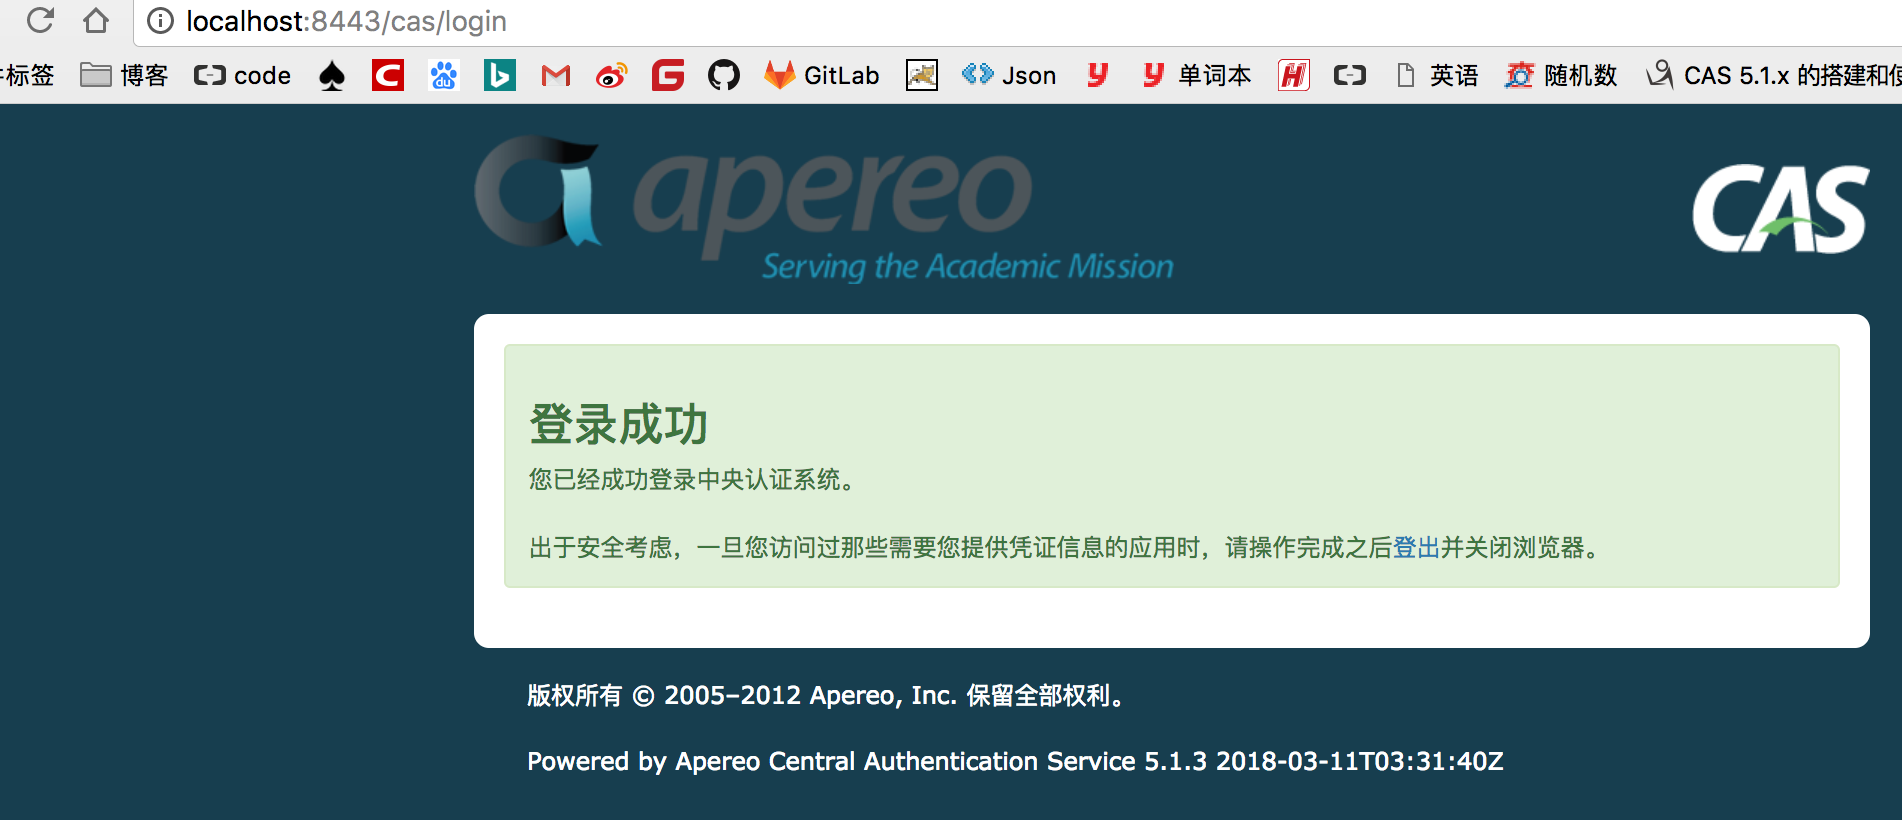 localhost:8443/cas/login
标签 博客 code GitLab Json 单词本 英语 随机数 CAS 5.1.x 的搭建和使
apereo
Serving the Academic Mission
CAS
登录成功
您已经成功登录中央认证系统。
出于安全考虑，一旦您访问过那些需要您提供凭证信息的应用时，请操作完成之后登出并关闭浏览器。
版权所有 © 2005–2012 Apereo, Inc. 保留全部权利。
Powered by Apereo Central Authentication Service 5.1.3 2018-03-11T03:31:40Z